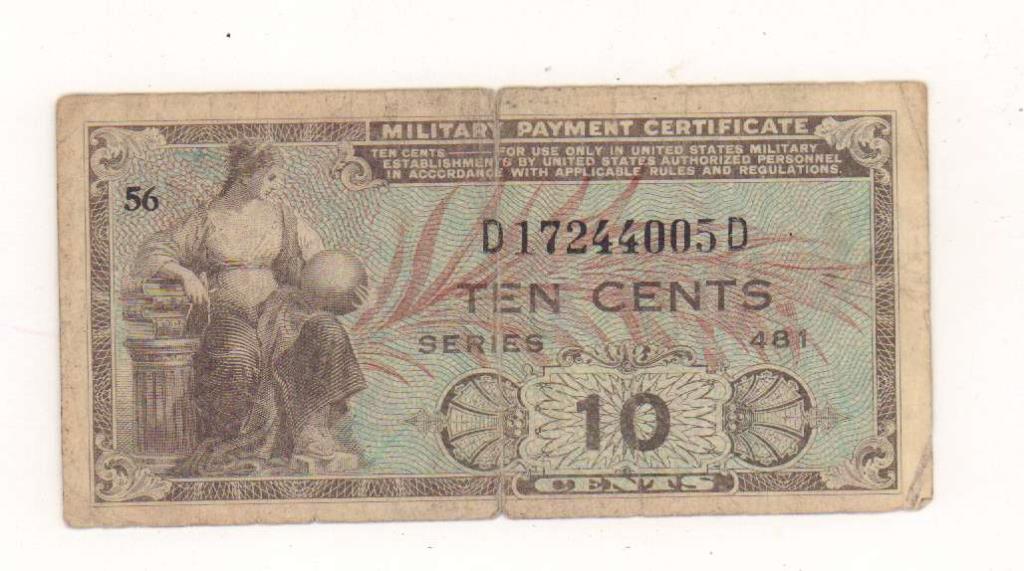 MILITARY PAYMENT CERTIFICATE
TEN CENTS — FOR USE ONLY IN UNITED STATES MILITARY
ESTABLISHMENTS BY UNITED STATES AUTHORIZED PERSONNEL
IN ACCORDANCE WITH APPLICABLE RULES AND REGULATIONS.
56
D17244005D
TEN CENTS
SERIES 481
10
CENTS